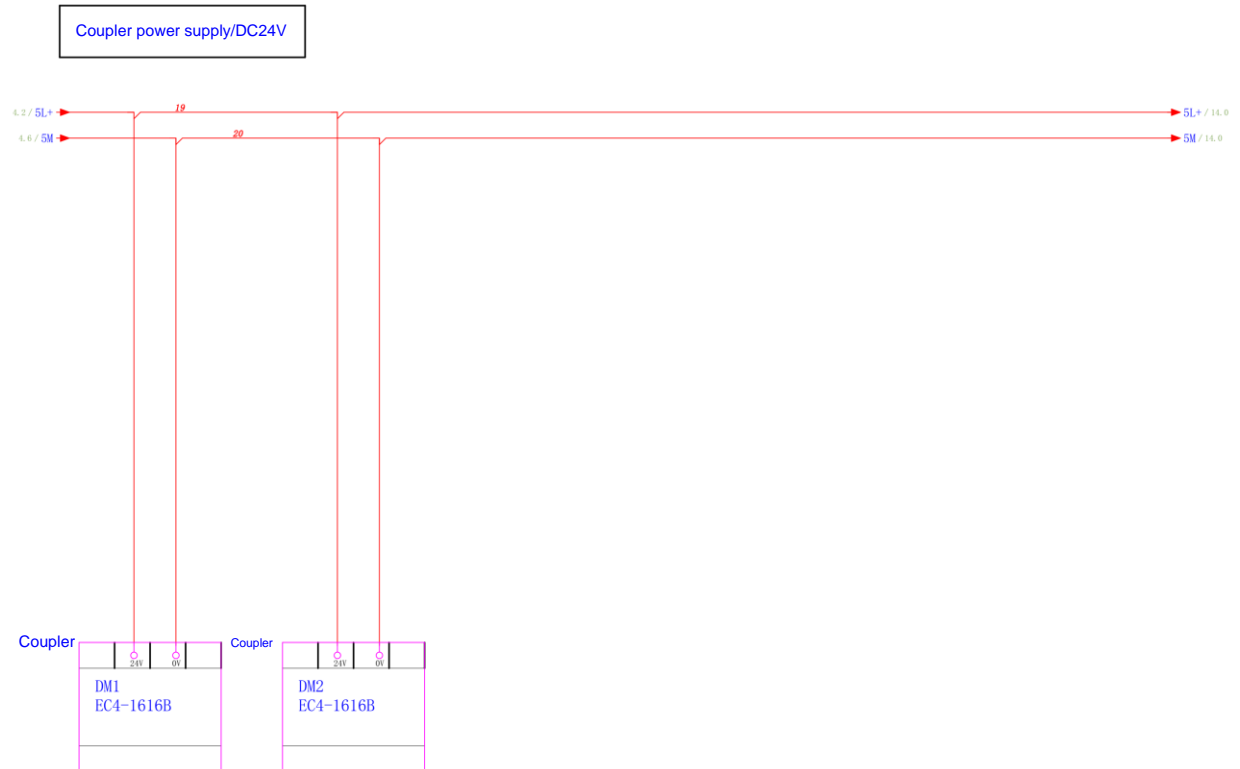 Coupler power supply/DC24V
4.2 / 5L+ 19 5L+ / 14.0
4.6 / 5M 20 5M / 14.0
Coupler Coupler
24V 0V 24V 0V
DM1 DM2
EC4-1616B EC4-1616B